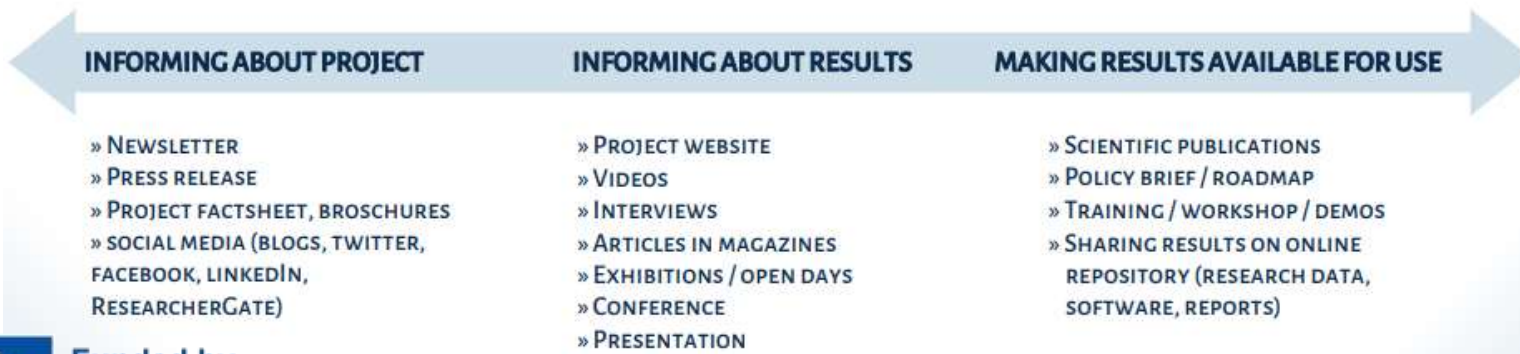 INFORMING ABOUT PROJECT
INFORMING ABOUT RESULTS
MAKING RESULTS AVAILABLE FOR USE
» NEWSLETTER
» PRESS RELEASE
» PROJECT FACTSHEET, BROSCHURES
» SOCIAL MEDIA (BLOGS, TWITTER,
FACEBOOK, LINKEDIN,
RESEARCHERGATE)
» PROJECT WEBSITE
» VIDEOS
» INTERVIEWS
» ARTICLES IN MAGAZINES
» EXHIBITIONS / OPEN DAYS
» CONFERENCE
» PRESENTATION
» SCIENTIFIC PUBLICATIONS
» POLICY BRIEF / ROADMAP
» TRAINING / WORKSHOP / DEMOS
» SHARING RESULTS ON ONLINE
REPOSITORY (RESEARCH DATA,
SOFTWARE, REPORTS)